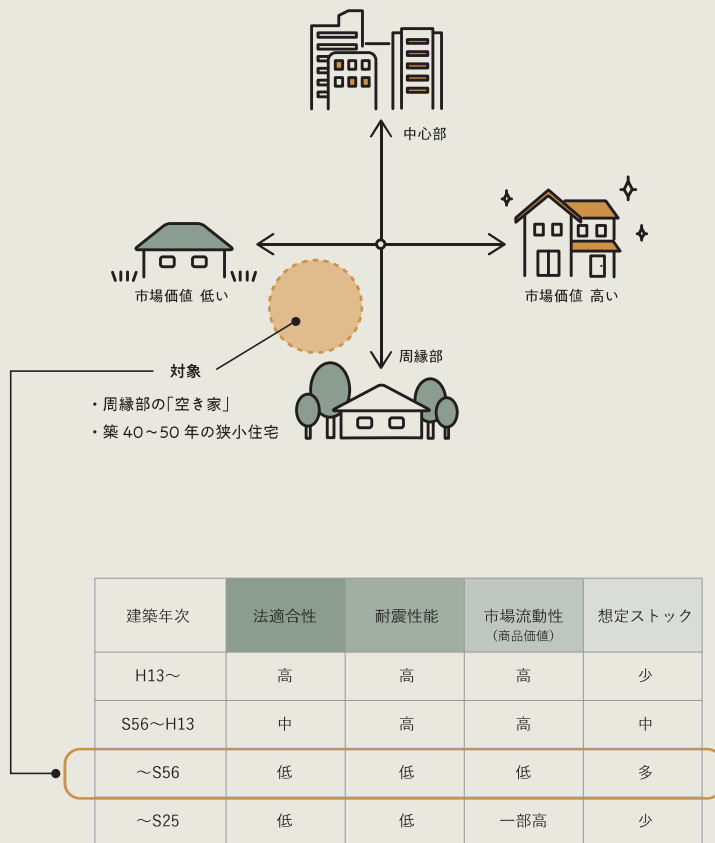 中心部
市場価値 低い
市場価値 高い
周縁部
対象
・周縁部の「空き家」
・築 40〜50 年の狭小住宅
建築年次 法適合性 耐震性能 市場流動性 想定ストック
(商品価値)
H13〜 高 高 高 少
S56〜H13 中 高 高 中
〜S56 低 低 低 多
〜S25 低 低 一部高 少